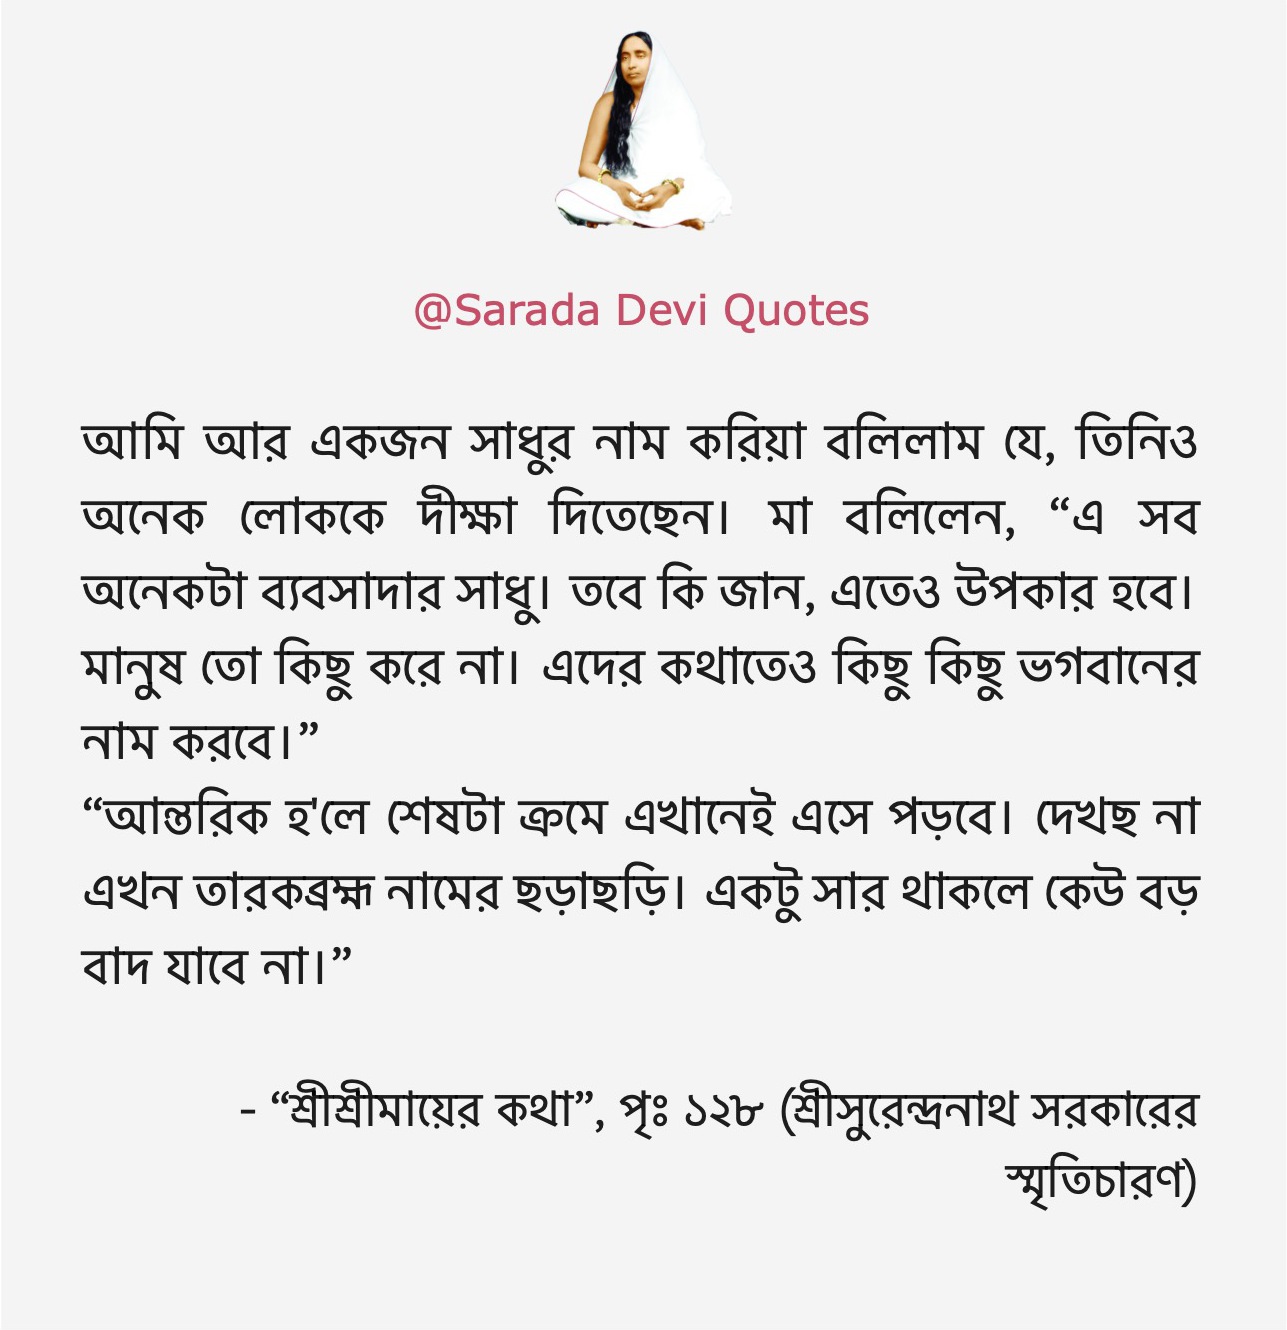 @Sarada Devi Quotes
আমি আর একজন সাধুর নাম করিয়া বলিলাম যে, তিনিও
অনেক লোককে দীক্ষা দিতেছেন। মা বলিলেন, “এ সব
অনেকটা ব্যবসাদার সাধু। তবে কি জান, এতেও উপকার হবে।
মানুষ তো কিছু করে না। এদের কথাতেও কিছু কিছু ভগবানের
নাম করবে।”
“আন্তরিক হ'লে শেষটা ক্রমে এখানেই এসে পড়বে। দেখছ না
এখন তারকব্রহ্ম নামের ছড়াছড়ি। একটু সার থাকলে কেউ বড়
বাদ যাবে না।”
- “শ্রীশ্রীমায়ের কথা”, পৃঃ ১২৮ (শ্রীসুরেন্দ্রনাথ সরকারের
স্মৃতিচারণ)